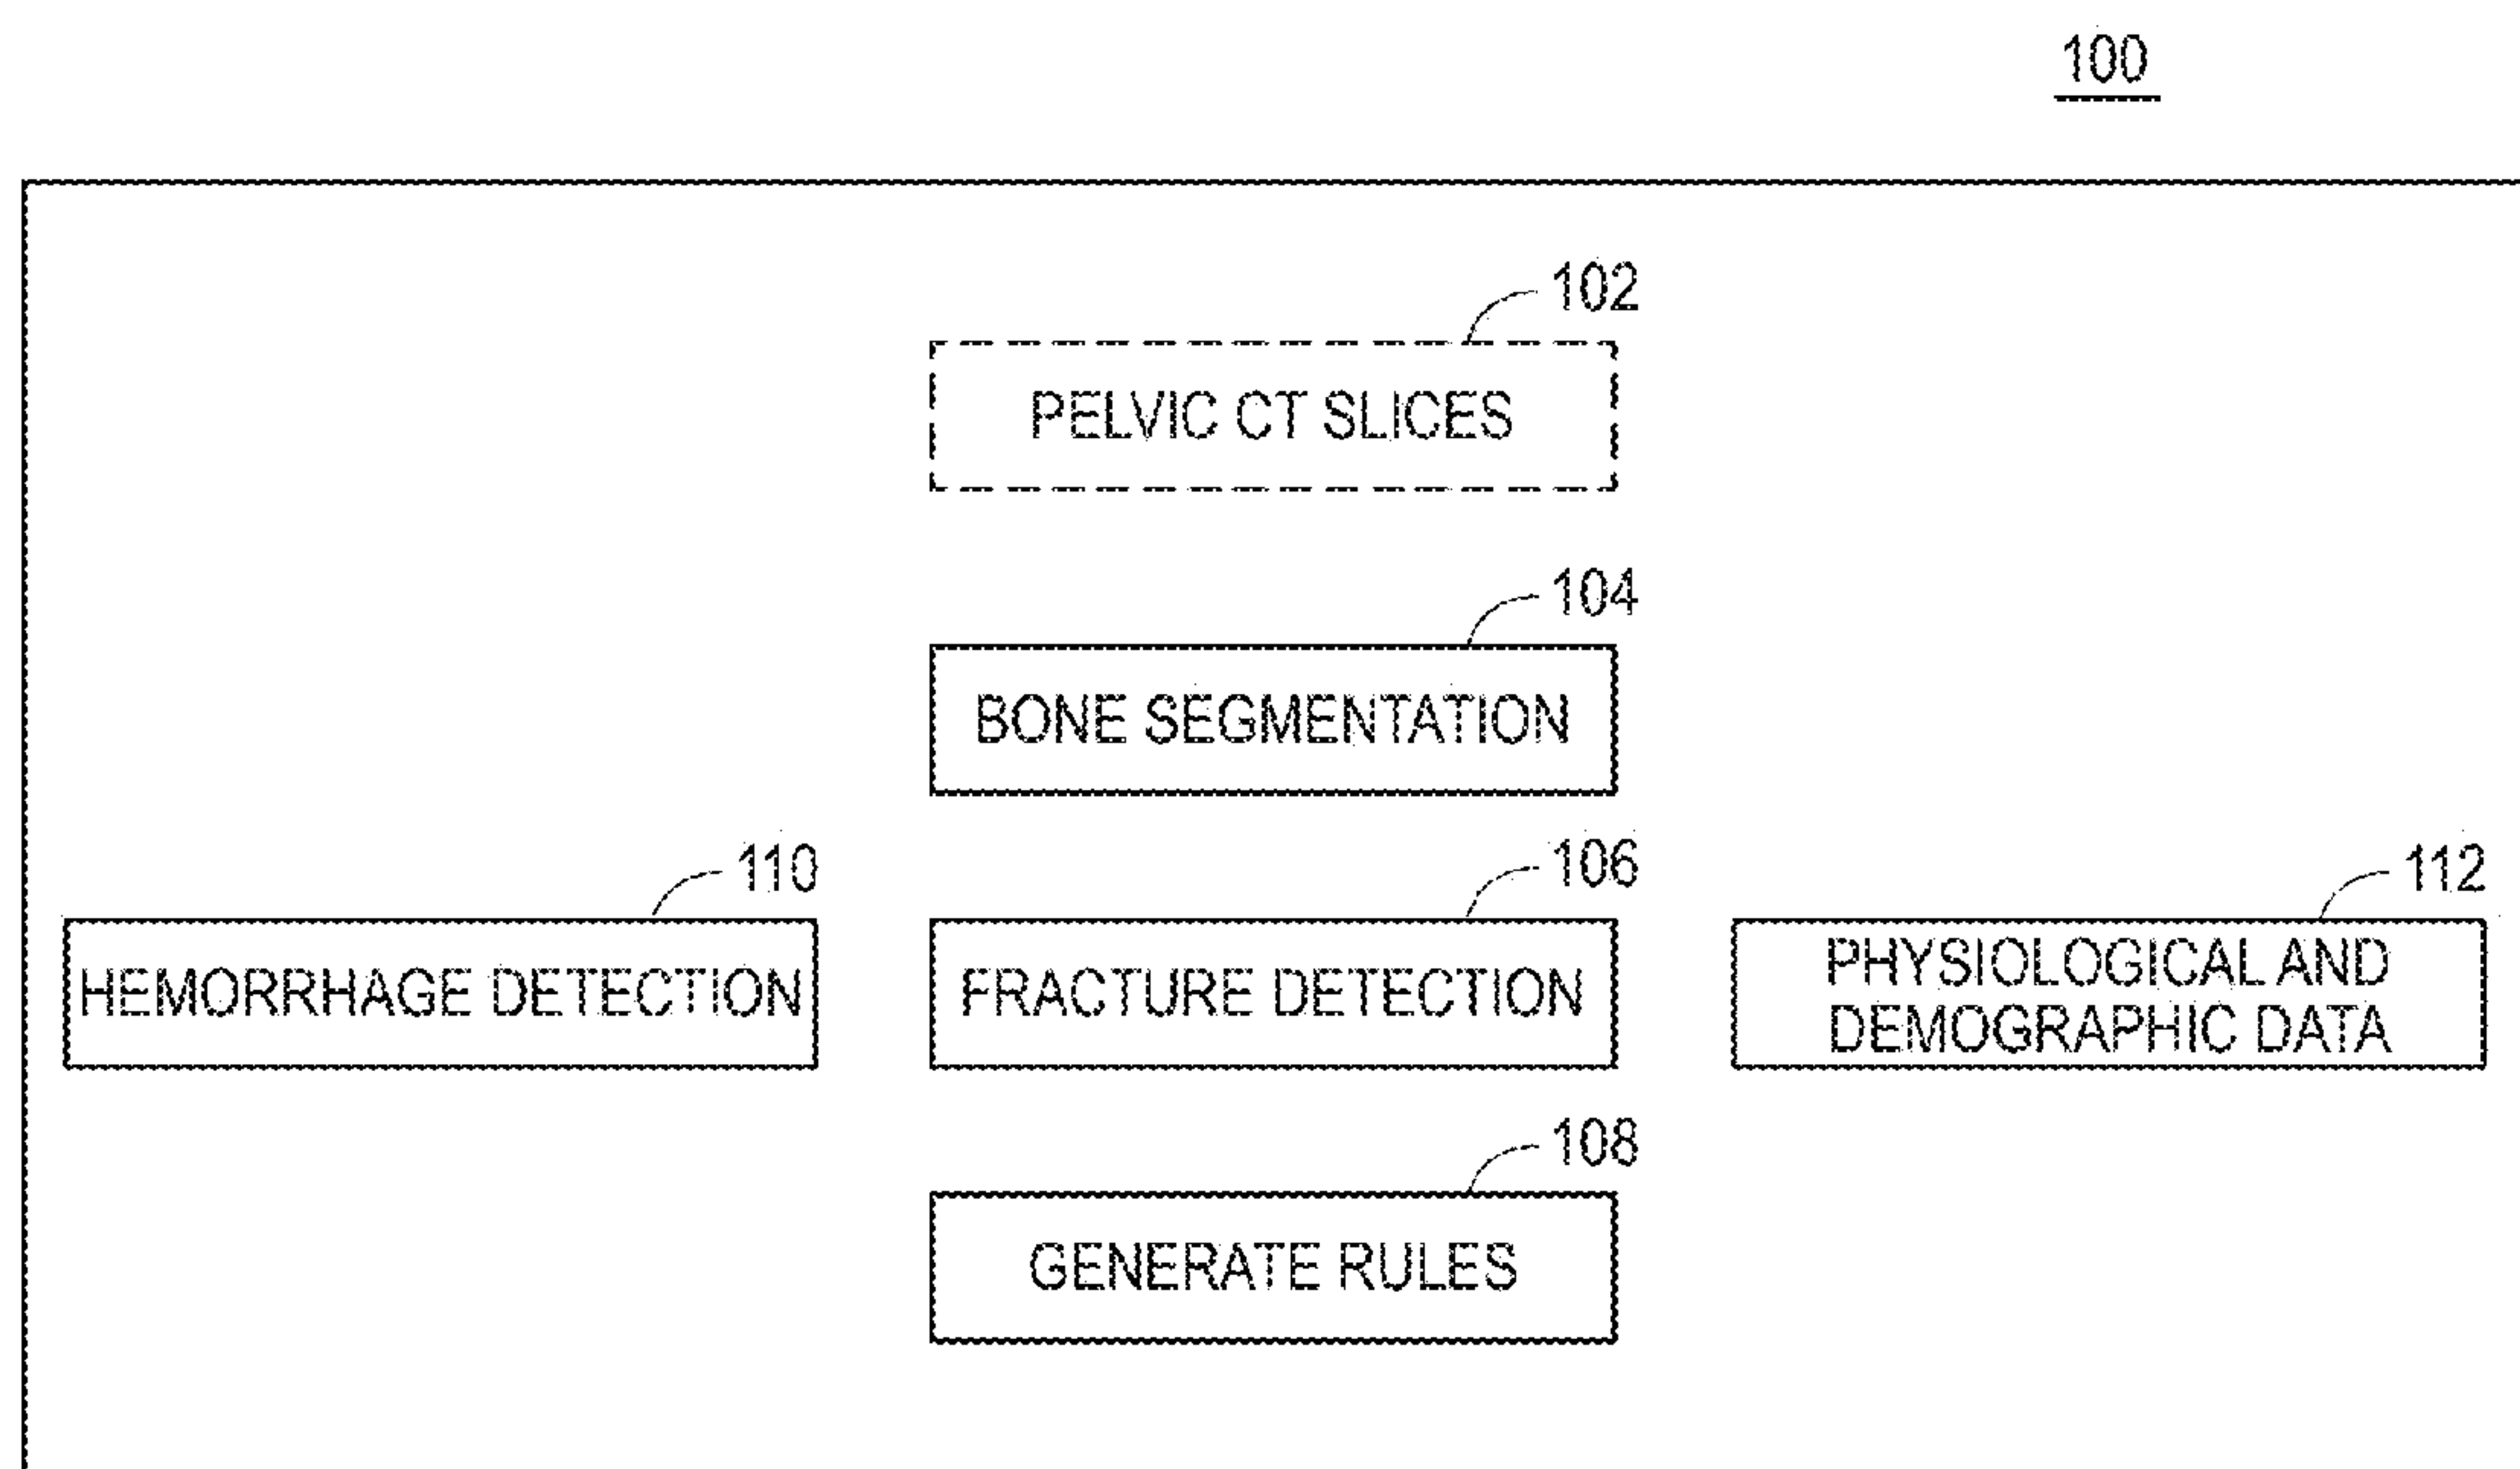 100
102
PELVIC CT SLICES
104
BONE SEGMENTATION
110
106
112
HEMORRHAGE DETECTION
FRACTURE DETECTION
PHYSIOLOGICAL AND
DEMOGRAPHIC DATA
108
GENERATE RULES